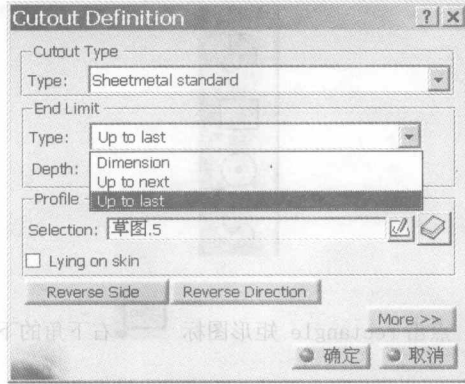 Cutout Definition
Cutout Type
Type: Sheetmetal standard
End Limit
Type: Up to last
Depth:
Dimension
Up to next
Up to last
Profile
Selection: 草图.5
Lying on skin
Reverse Side Reverse Direction
More >>
确定 取消